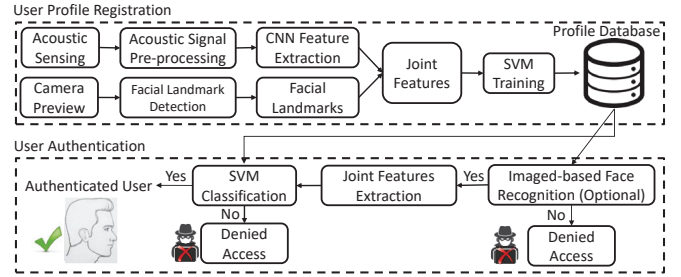 User Profile Registration
Acoustic
Sensing
Acoustic Signal
Pre-processing
CNN Feature
Extraction
Camera
Preview
Facial Landmark
Detection
Facial
Landmarks
Joint
Features
SVM
Training
Profile Database
User Authentication
Authenticated User
Yes
SVM
Classification
Joint Features
Extraction
Yes
Imaged-based Face
Recognition (Optional)
No
Denied
Access
No
Denied
Access